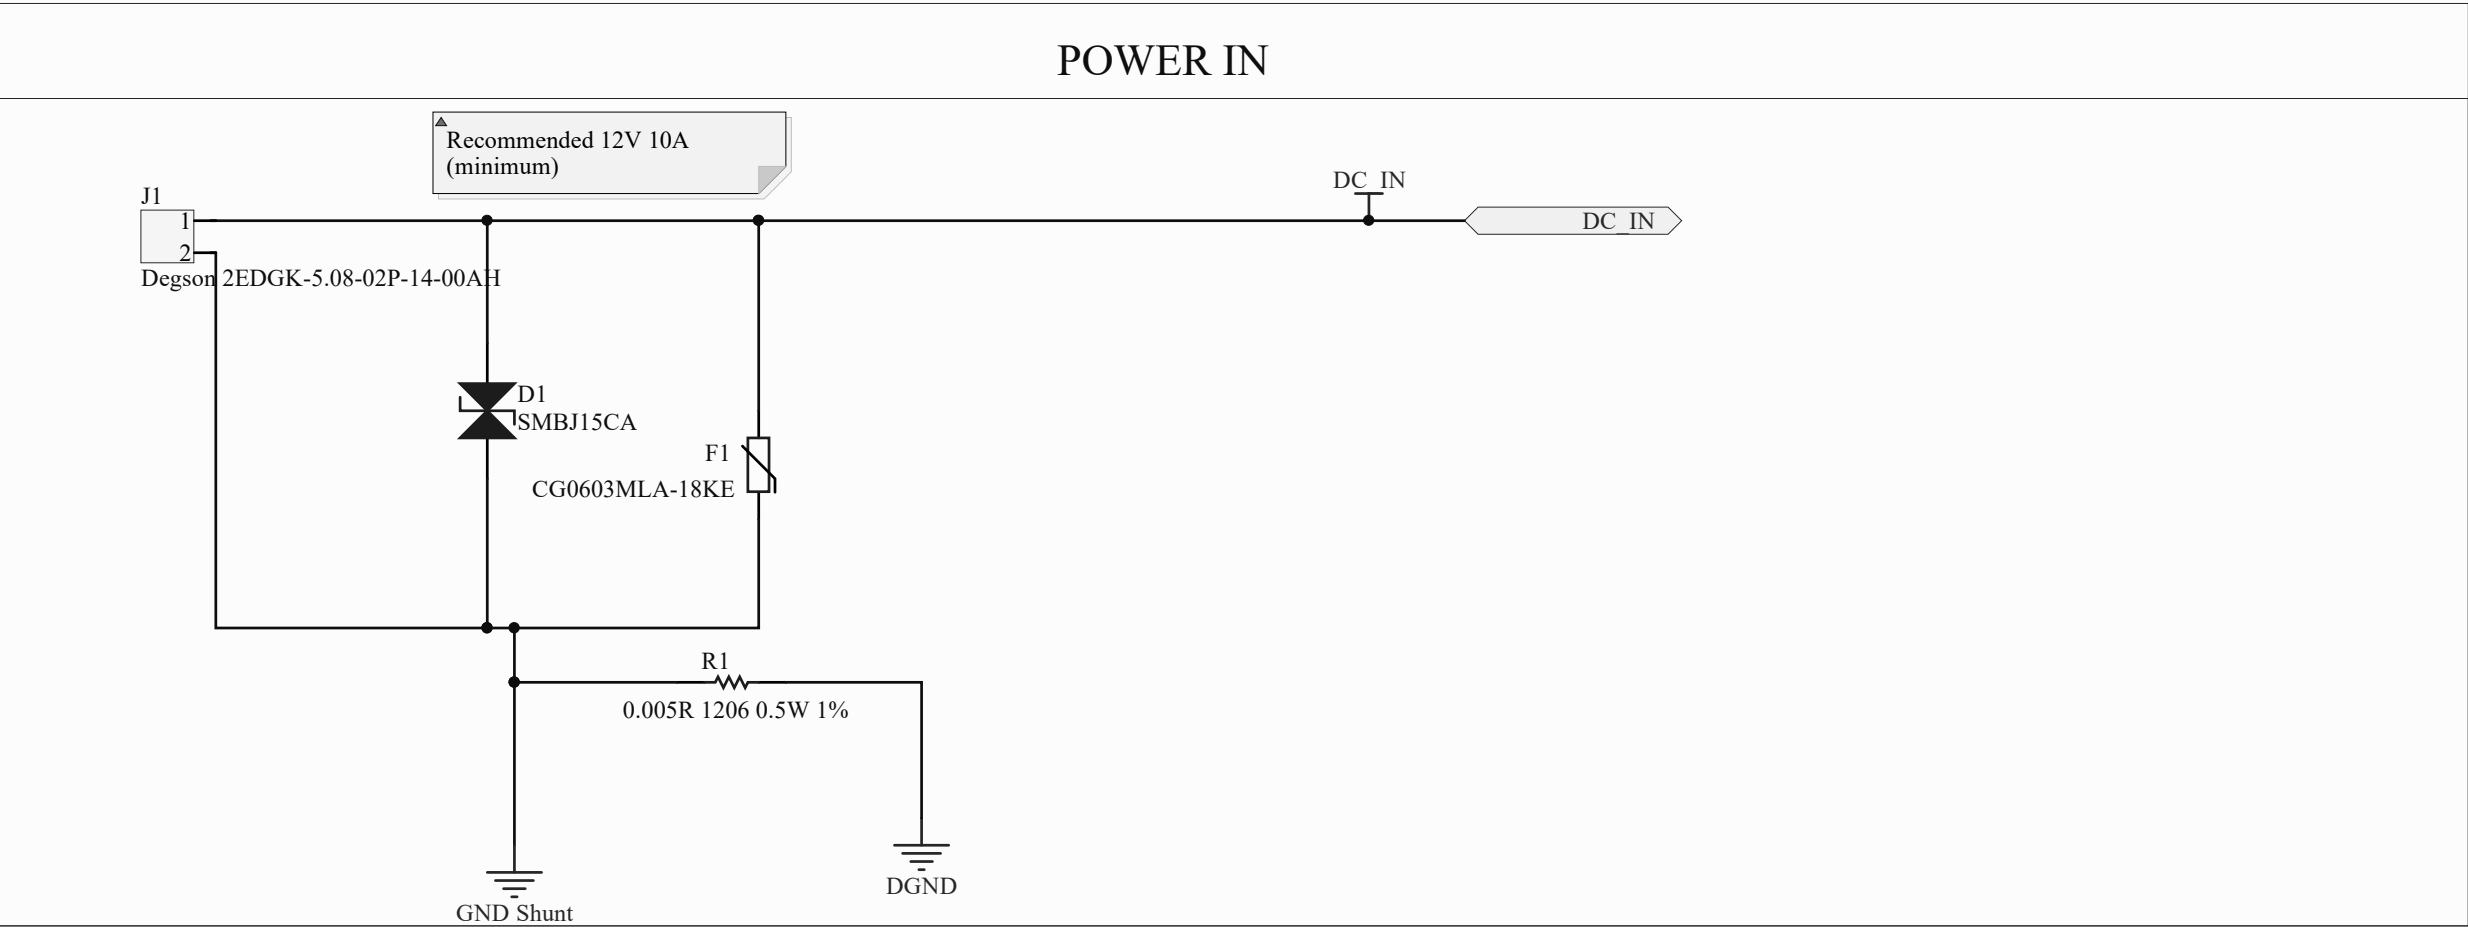 POWER IN
Recommended 12V 10A
(minimum)
DC_IN
J1
1
DC_IN
2
Degson 2EDGK-5.08-02P-14-00AH
D1
SMBJ15CA
F1
CG0603MLA-18KE
R1
0.005R 1206 0.5W 1%
DGND
GND Shunt